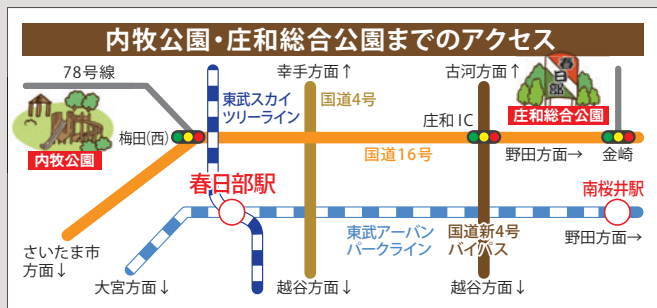 内牧公園・庄和総合公園までのアクセス
78号線
幸手方面↑
古河方面↑
東武スカイ
ツリーライン
国道4号
春日部
庄和総合公園
内牧公園
梅田(西)
庄和IC
国道16号
野田方面→
金崎
春日部駅
南桜井駅
東武アーバン
パークライン
国道新4号
バイパス
野田方面→
さいたま市
方面↓
大宮方面↓
越谷方面↓
越谷方面↓